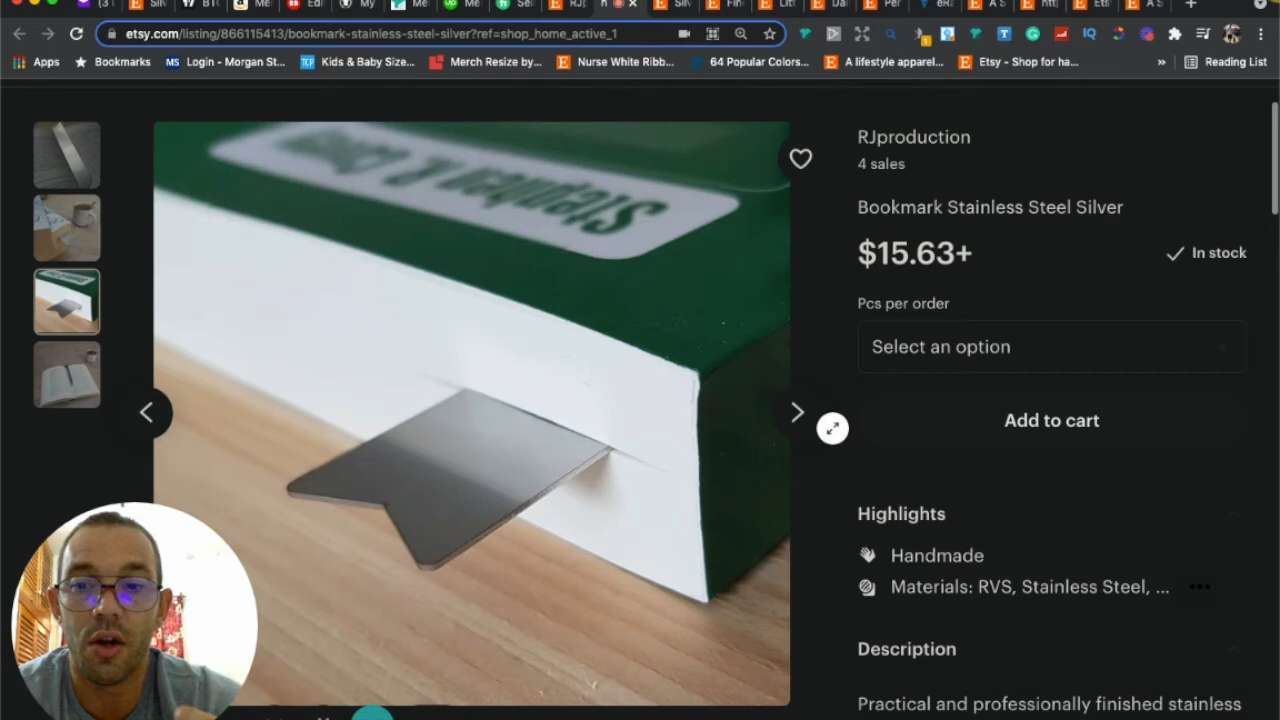 etsy.com/listing/866115413/bookmark-stainless-steel-silver?ref=shop_home_active_1
Apps Bookmarks Login - Morgan St... Kids & Baby Size... Merch Resize by... Nurse White Ribb... 64 Popular Colors... A lifestyle apparel... Etsy - Shop for ha... » Reading List
Stephen R.
RJproduction
4 sales
Bookmark Stainless Steel Silver
$15.63+
In stock
Pcs per order
Select an option
Add to cart
Highlights
Handmade
Materials: RVS, Stainless Steel, ...
Description
Practical and professionally finished stainless